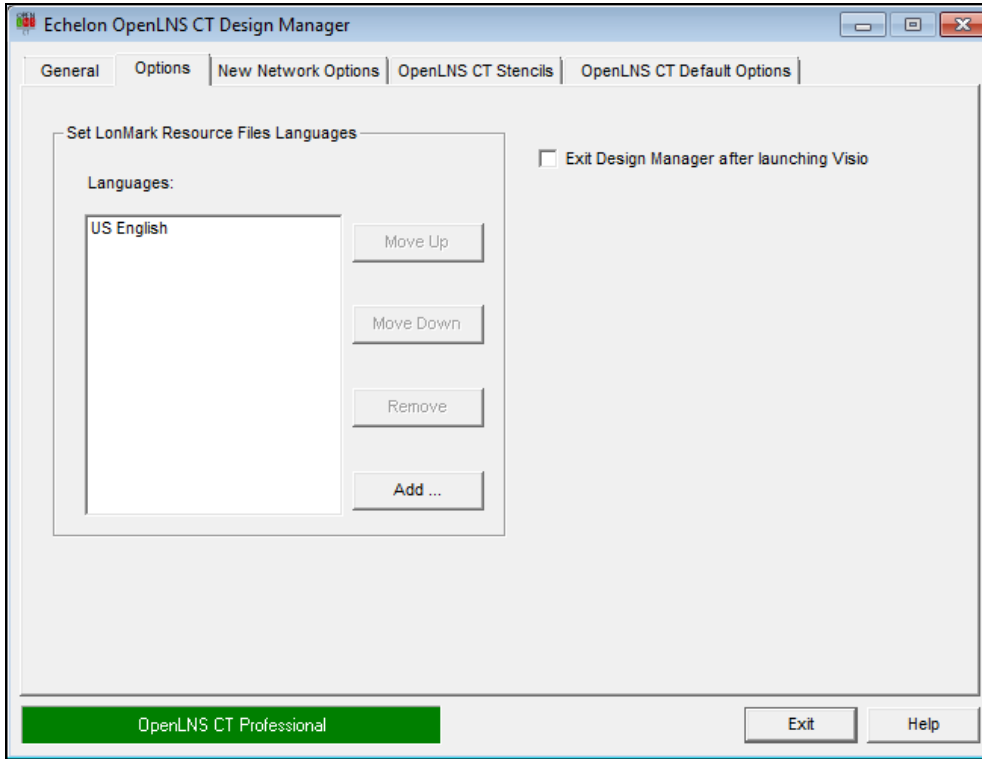 Echelon OpenLNS CT Design Manager
General Options New Network Options OpenLNS CT Stencils OpenLNS CT Default Options
Set LonMark Resource Files Languages
Exit Design Manager after launching Visio
Languages:
US English
Move Up
Move Down
Remove
Add ...
OpenLNS CT Professional
Exit
Help